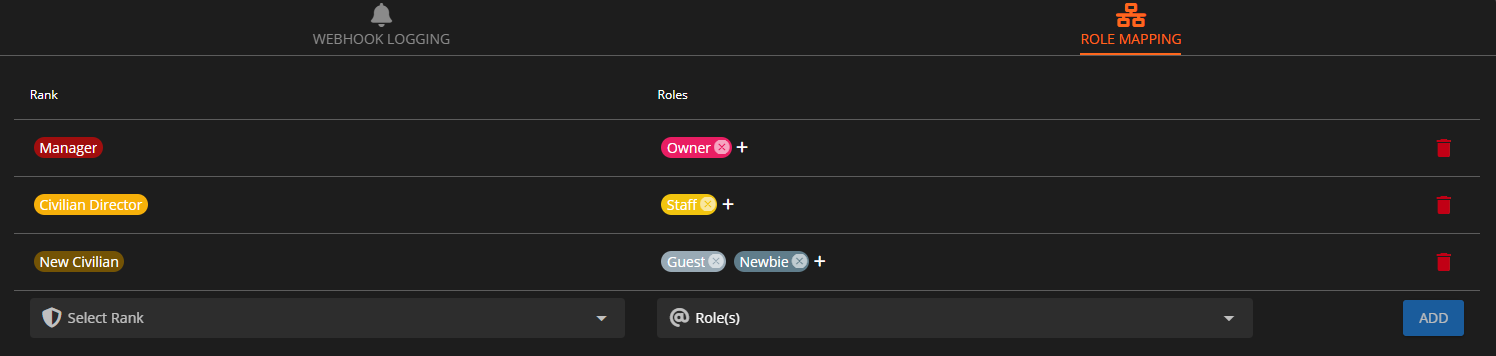 WEBHOOK LOGGING
ROLE MAPPING
Rank
Roles
Manager
Owner
Civilian Director
Staff
New Civilian
Guest
Newbie
Select Rank
Role(s)
ADD